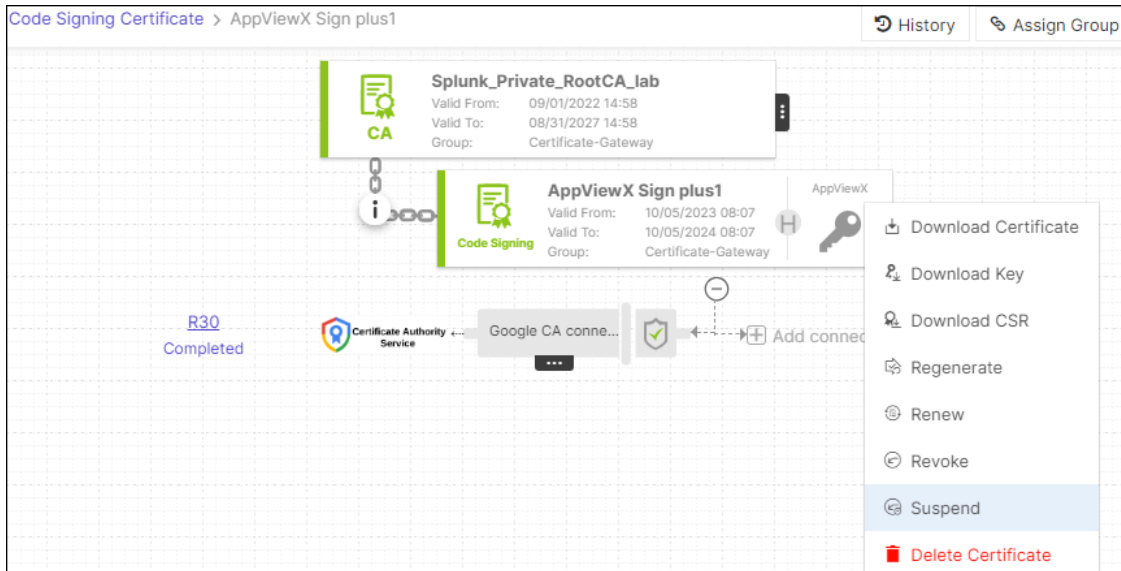 Code Signing Certificate > AppViewX Sign plus1
History
Assign Group
Splunk_Private_RootCA_lab
Valid From: 09/01/2022 14:58
Valid To: 08/31/2027 14:58
Group: Certificate-Gateway
CA
i
AppViewX Sign plus1
Valid From: 10/05/2023 08:07
Valid To: 10/05/2024 08:07
Group: Certificate-Gateway
Code Signing
H
AppViewX
Download Certificate
Download Key
Download CSR
Regenerate
Renew
Revoke
Suspend
Delete Certificate
R30
Completed
Certificate Authority
Service
Google CA conne...
Add connec